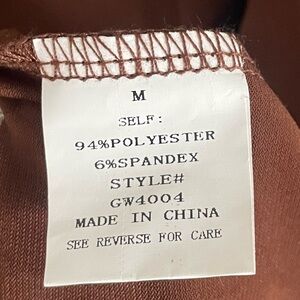 M
SELF:
94%POLYESTER
6%SPANDEX
STYLE#
GW4004
MADE IN CHINA
SEE REVERSE FOR CARE